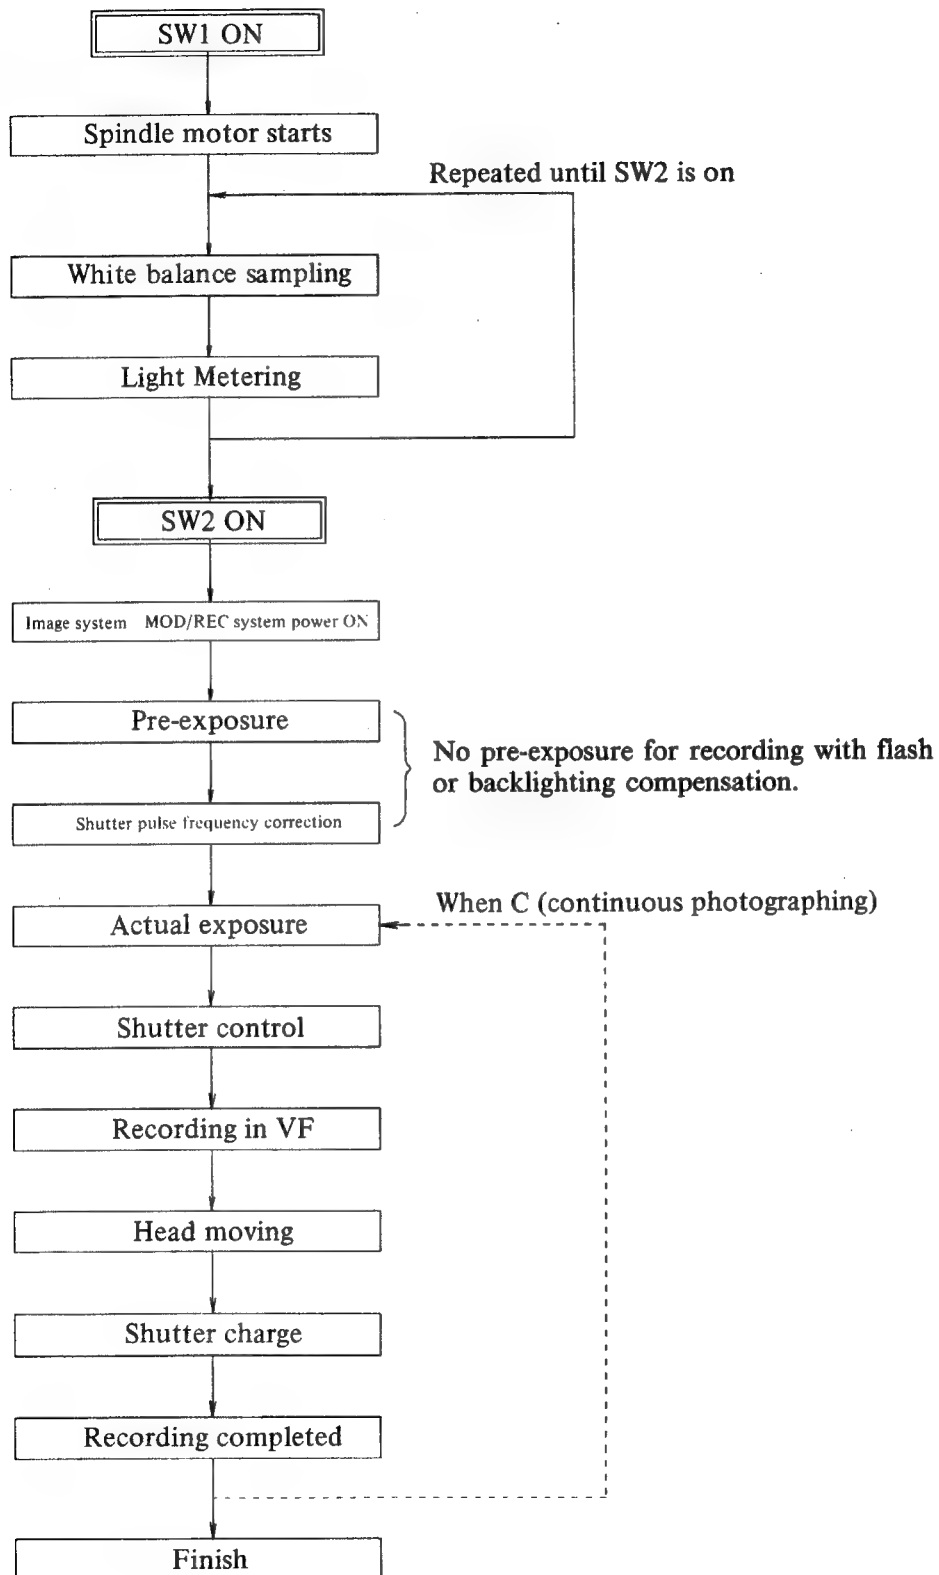 SW1 ON
Spindle motor starts
Repeated until SW2 is on
White balance sampling
Light Metering
SW2 ON
Image system MOD/REC system power ON
Pre-exposure
No pre-exposure for recording with flash
or backlighting compensation.
Shutter pulse frequency correction
When C (continuous photographing)
Actual exposure
Shutter control
Recording in VF
Head moving
Shutter charge
Recording completed
Finish